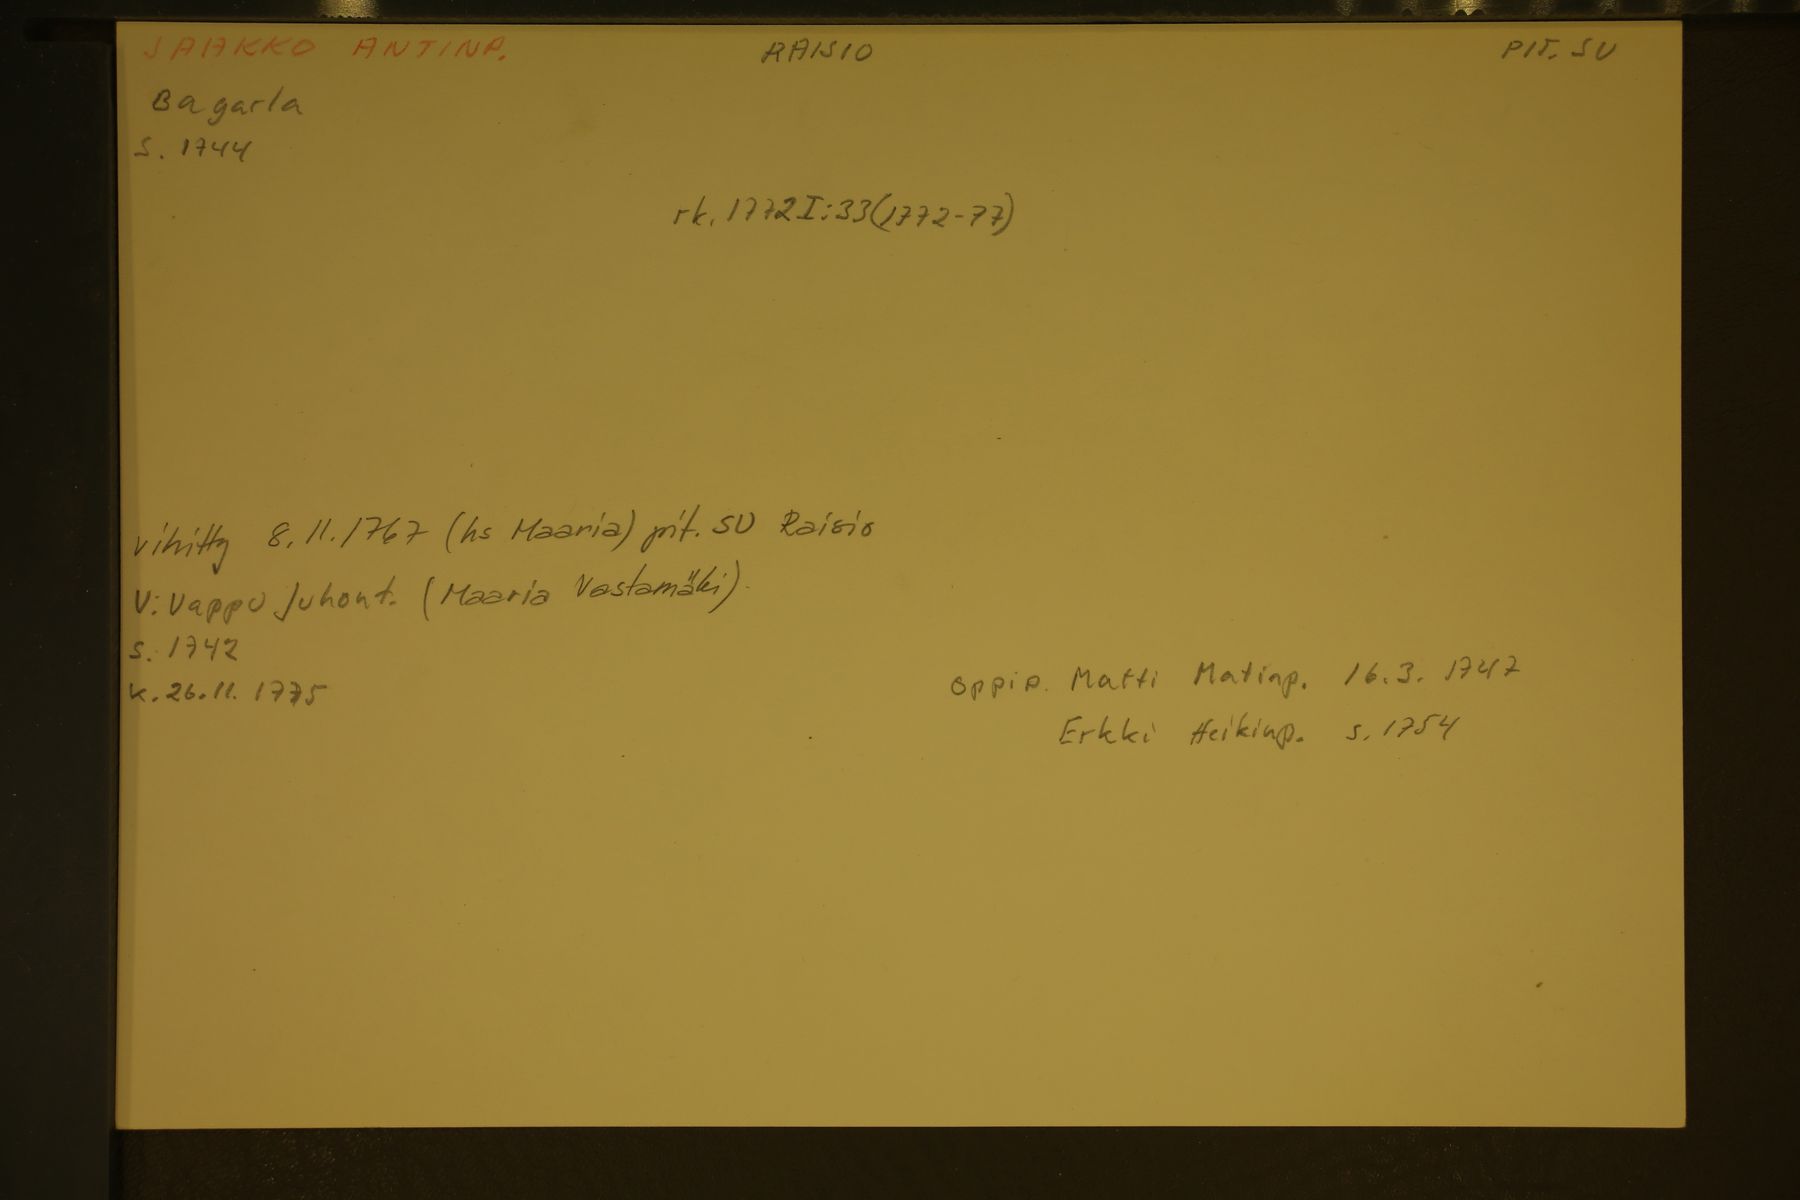 JAAKKO ANTINP. RAISIO PIT. SU
Bagarla
s. 1744
rk. 1772 I:33 (1772-77)
vihitty 8.11.1767 (hs Maaria) pit. SU Raisio
V: Vappu Juhont. (Maaria Vastamäki).
s. 1742
k. 26.11. 1775
oppip. Matti Matinp. 16.3. 1747
Erkki Heikinp. s. 1754